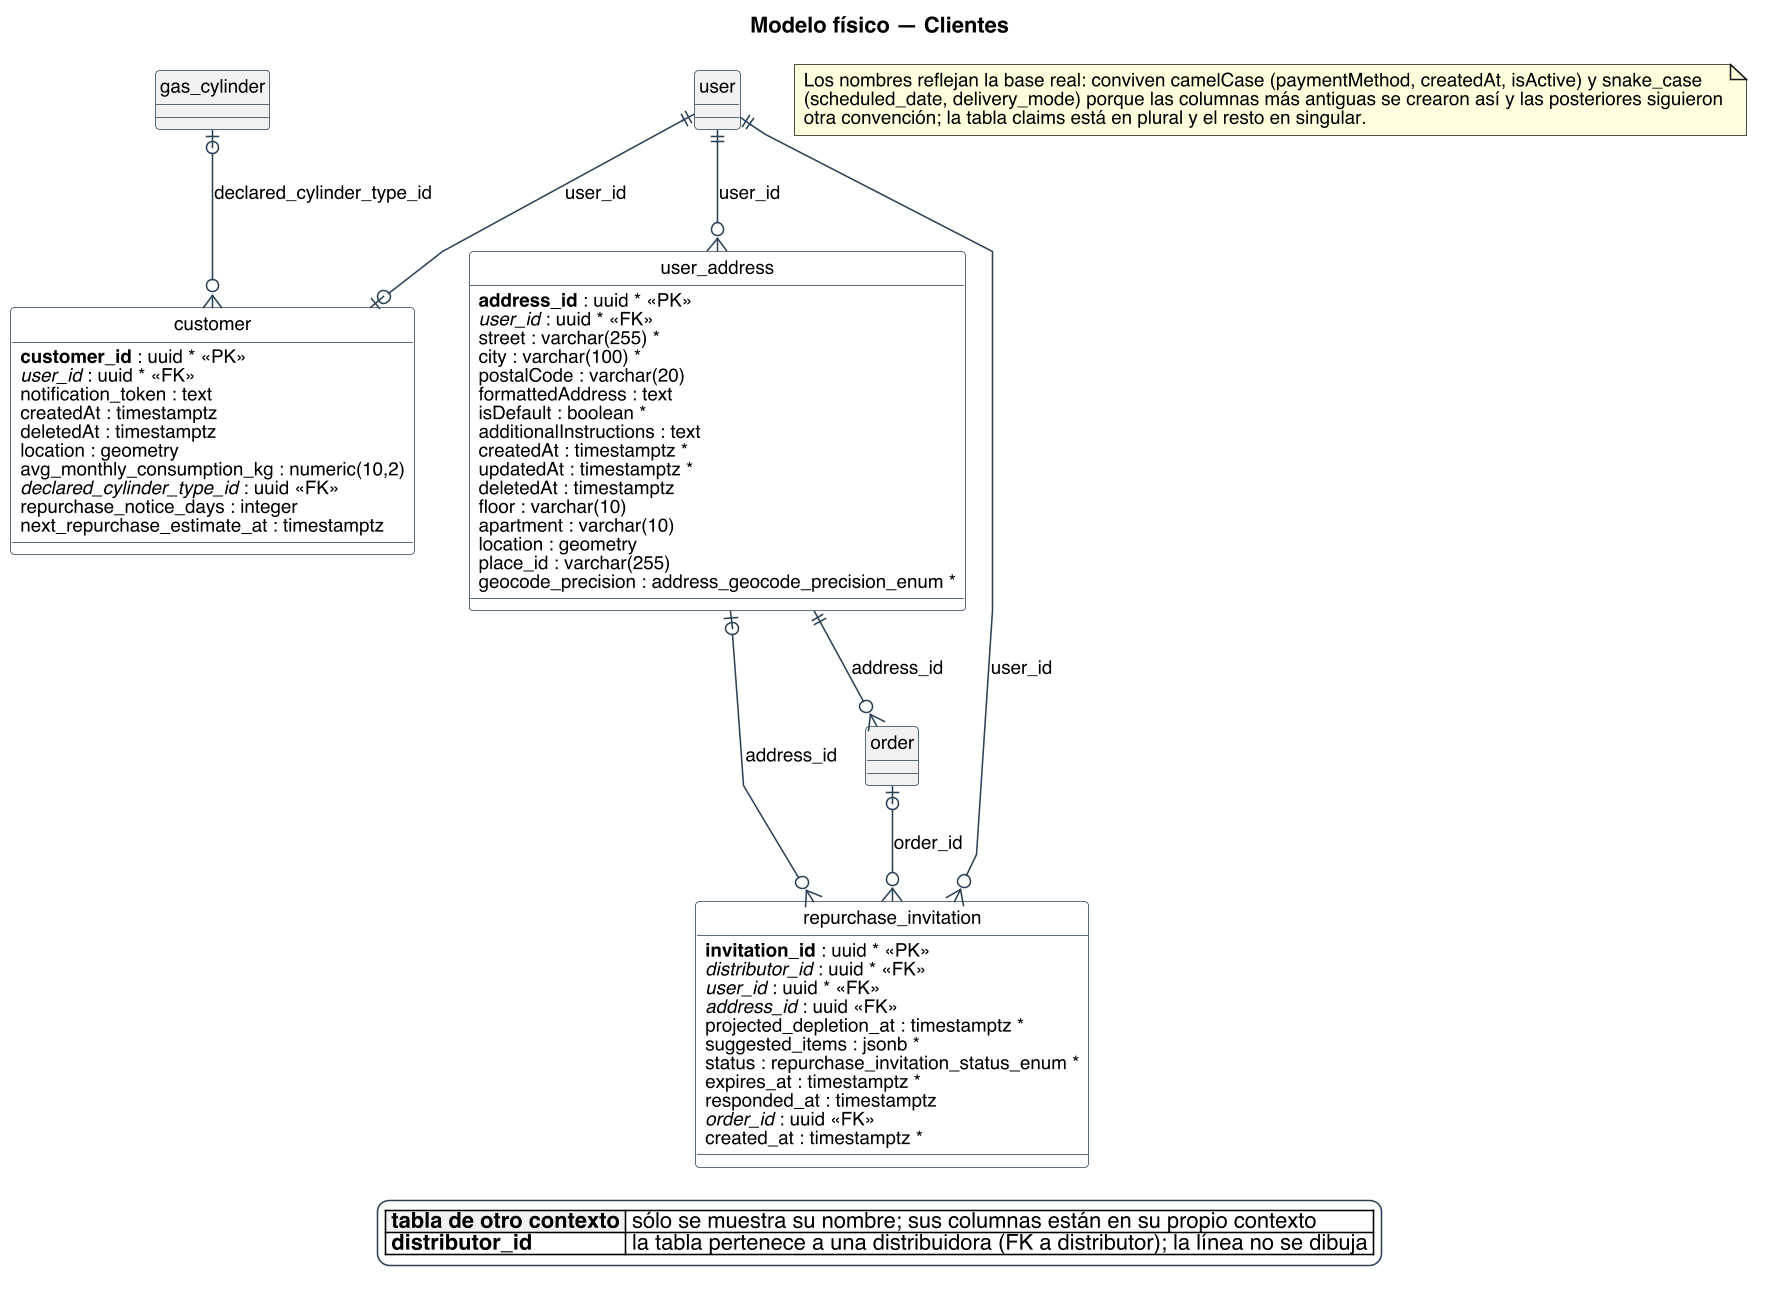 Modelo físico — Clientes
gas_cylinder
user
Los nombres reflejan la base real: conviven camelCase (paymentMethod, createdAt, isActive) y snake_case
(scheduled_date, delivery_mode) porque las columnas más antiguas se crearon así y las posteriores siguieron
otra convención; la tabla claims está en plural y el resto en singular.
declared_cylinder_type_id
user_id
user_id
user_address
address_id : uuid * «PK»
user_id : uuid * «FK»
street : varchar(255) *
city : varchar(100) *
postalCode : varchar(20)
formattedAddress : text
isDefault : boolean *
additionalInstructions : text
createdAt : timestamptz *
updatedAt : timestamptz *
deletedAt : timestamptz
floor : varchar(10)
apartment : varchar(10)
location : geometry
place_id : varchar(255)
geocode_precision : address_geocode_precision_enum *
customer
customer_id : uuid * «PK»
user_id : uuid * «FK»
notification_token : text
createdAt : timestamptz
deletedAt : timestamptz
location : geometry
avg_monthly_consumption_kg : numeric(10,2)
declared_cylinder_type_id : uuid «FK»
repurchase_notice_days : integer
next_repurchase_estimate_at : timestamptz
address_id
user_id
order
address_id
order_id
repurchase_invitation
invitation_id : uuid * «PK»
distributor_id : uuid * «FK»
user_id : uuid * «FK»
address_id : uuid «FK»
projected_depletion_at : timestamptz *
suggested_items : jsonb *
status : repurchase_invitation_status_enum *
expires_at : timestamptz *
responded_at : timestamptz
order_id : uuid «FK»
created_at : timestamptz *
tabla de otro contexto sólo se muestra su nombre; sus columnas están en su propio contexto
distributor_id la tabla pertenece a una distribuidora (FK a distributor); la línea no se dibuja